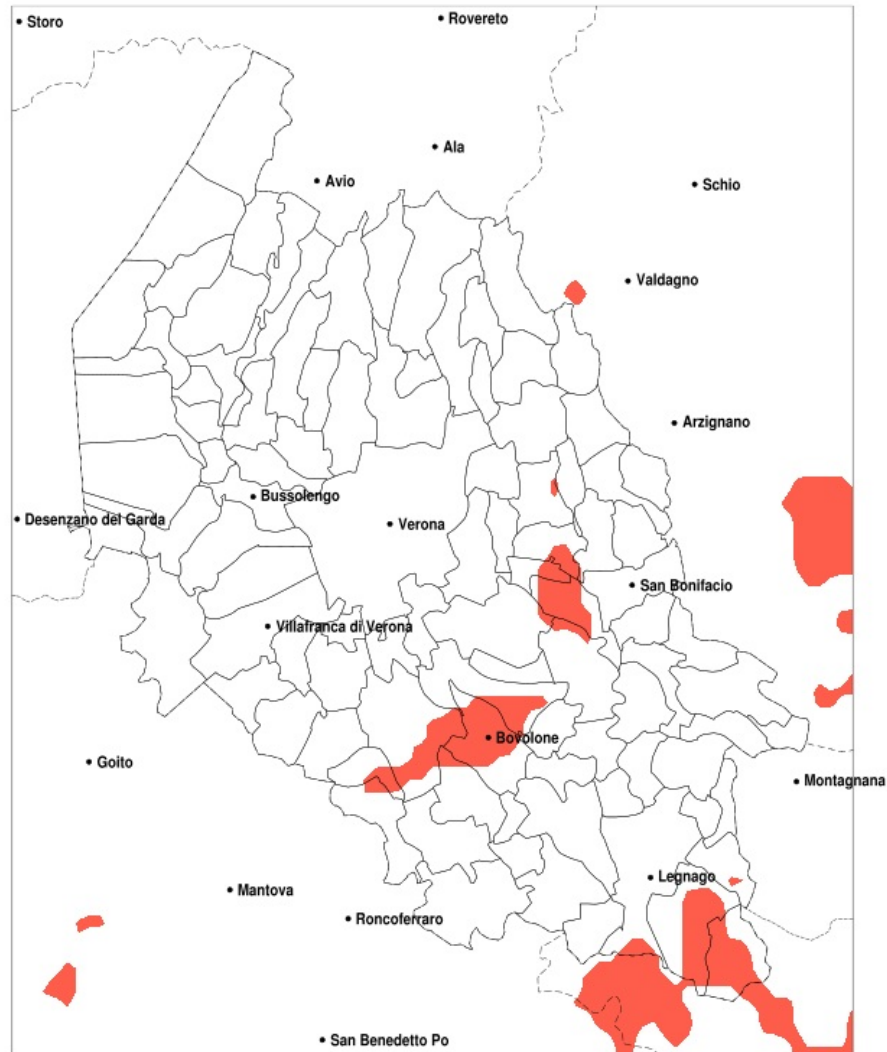 Storo
Rovereto
Ala
Avio
Schio
Valdagno
Arzignano
Bussolengo
Desenzano del Garda
Verona
San Bonifacio
Villafranca di Verona
Bovolone
Goito
Montagnana
Legnago
Mantova
Roncoferraro
San Benedetto Po